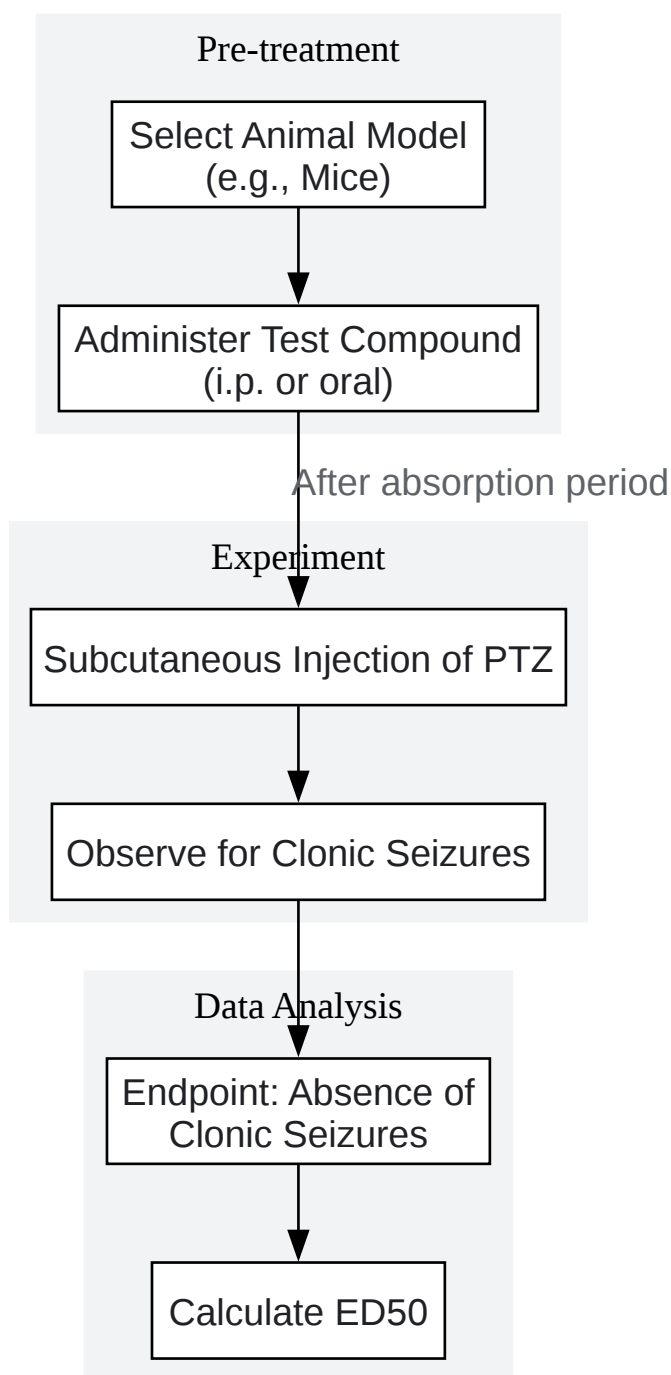 Pre-treatment
Select Animal Model
(e.g., Mice)
Administer Test Compound
(i.p. or oral)
After absorption period
Experiment
Subcutaneous Injection of PTZ
Observe for Clonic Seizures
Data Analysis
Endpoint: Absence of
Clonic Seizures
Calculate ED50